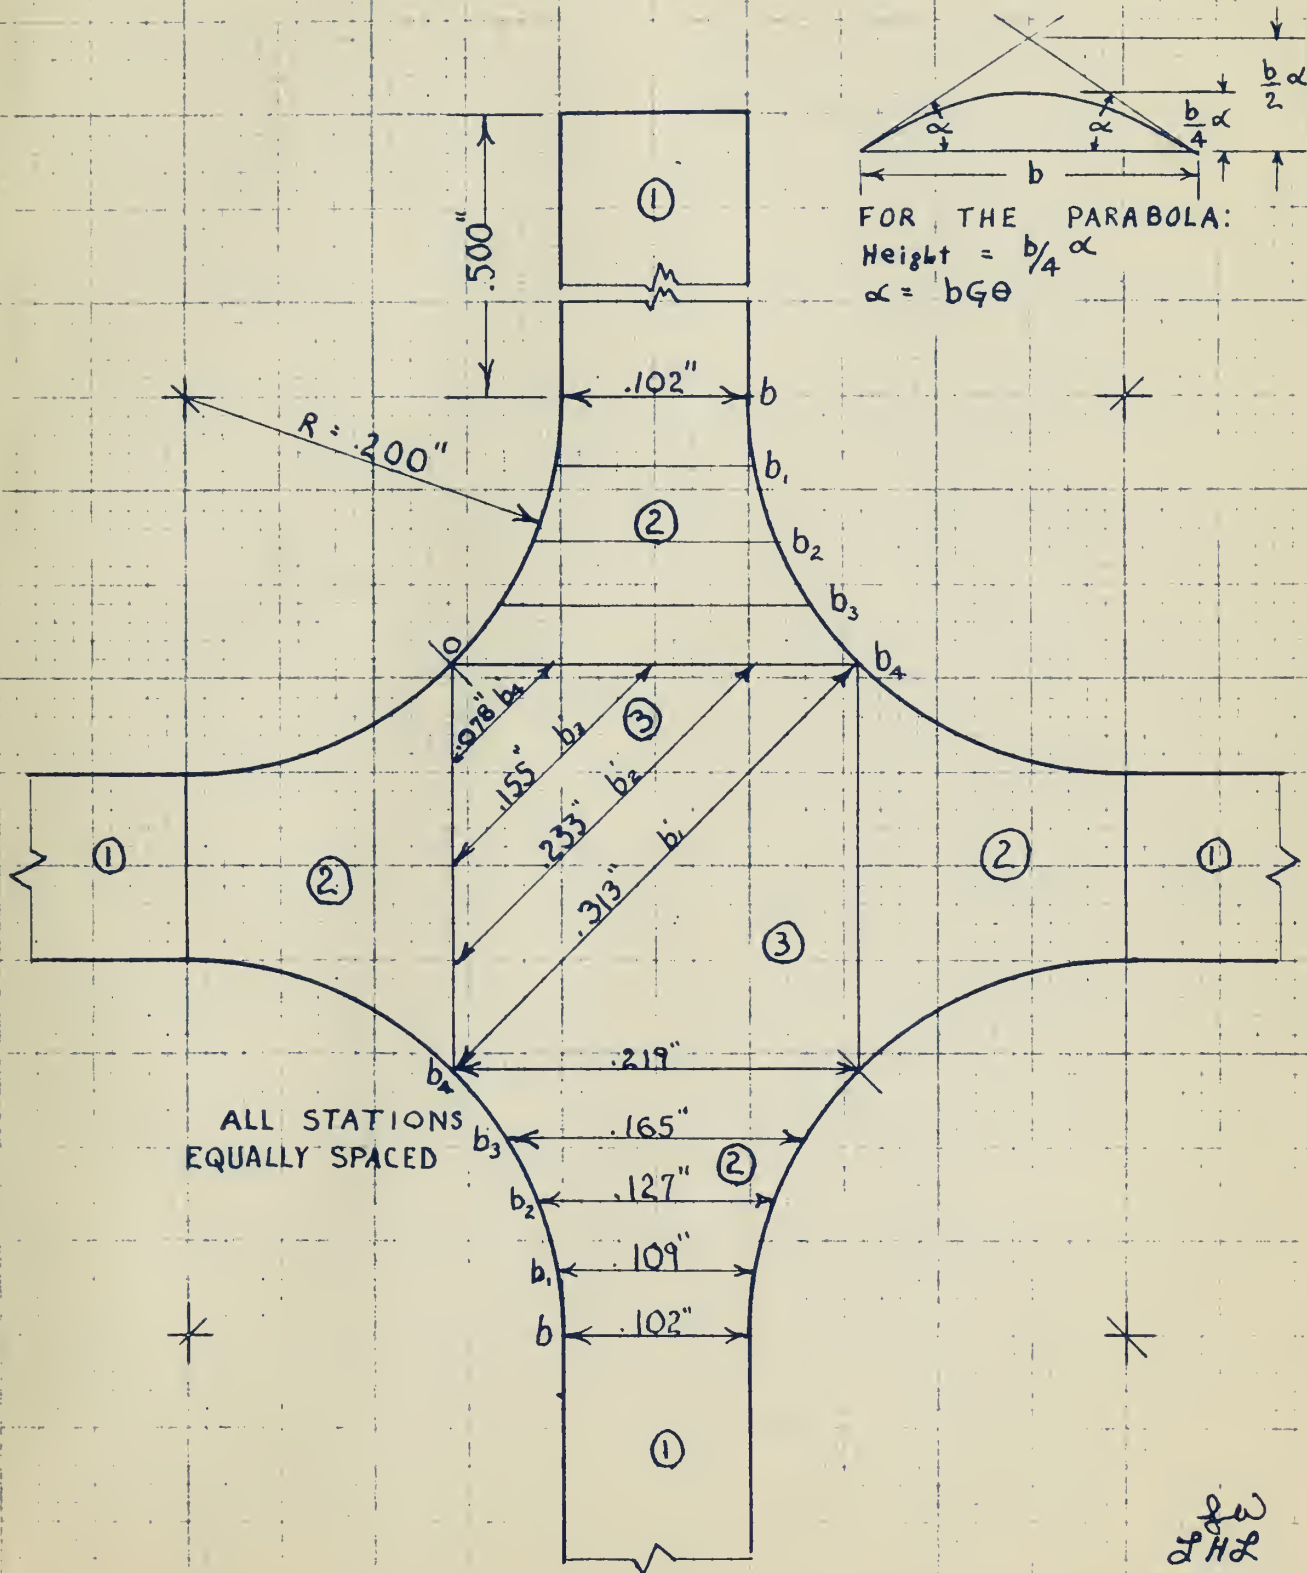 b/2 α
b/4 α
α α
b
FOR THE PARABOLA:
Height = b/4 α
α = bGθ
①
.500"
.102" b
R = .200"
b₁
②
b₂
b₃
O
b₄
.078" b₄'
③
.155" b₃'
.233" b₂'
.313" b₁'
①
②
②
①
③
.219"
b₄
ALL STATIONS
EQUALLY SPACED
b₃ .165"
②
b₂ .127"
b₁ .109"
b .102"
①
LHL